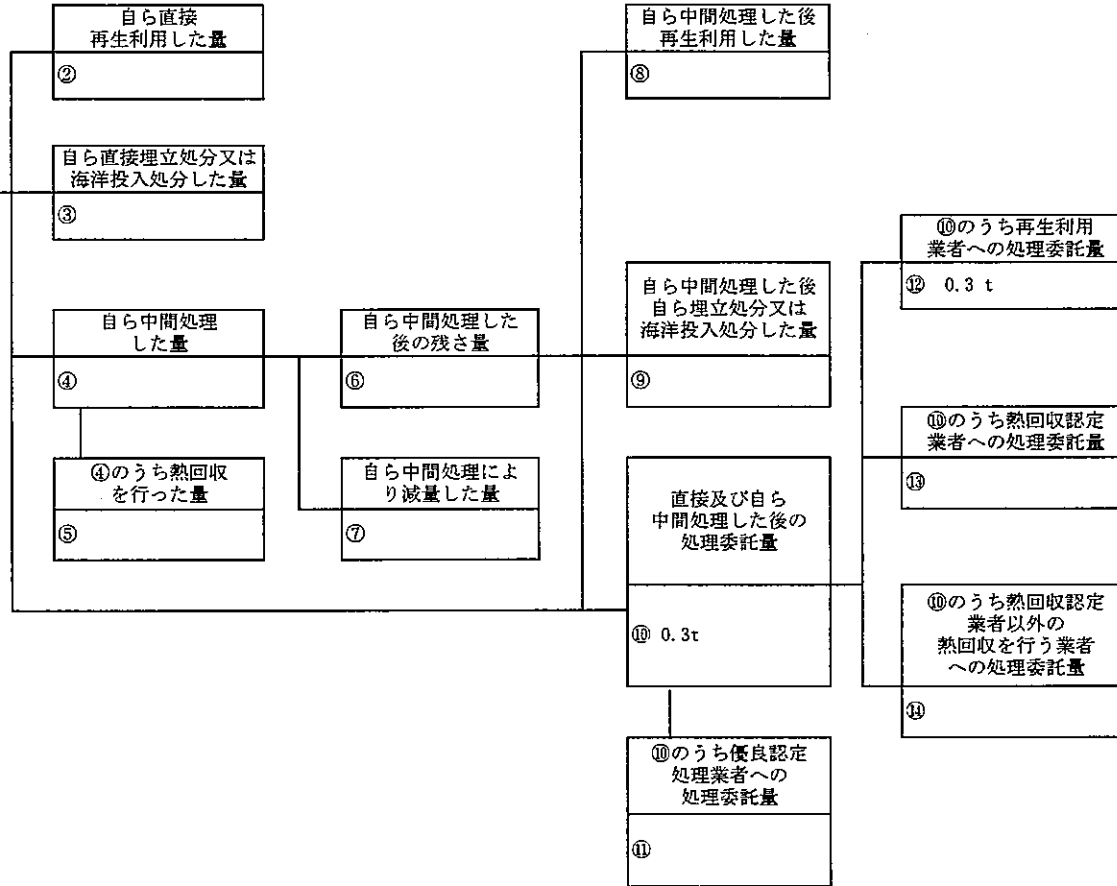 自ら直接
再生利用した量
②
自ら直接埋立処分又は
海洋投入処分した量
③
自ら中間処理
した量
④
④のうち熱回収
を行った量
⑤
自ら中間処理した
後の残さ量
⑥
自ら中間処理によ
り減量した量
⑦
自ら中間処理した後
再生利用した量
⑧
自ら中間処理した後
自ら埋立処分又は
海洋投入処分した量
⑨
直接及び自ら
中間処理した後の
処理委託量
⑩ 0.3t
⑩のうち優良認定
処理業者への
処理委託量
⑪
⑩のうち再生利用
業者への処理委託量
⑫ 0.3 t
⑩のうち熱回収認定
業者への処理委託量
⑬
⑩のうち熱回収認定
業者以外の
熱回収を行う業者
への処理委託量
⑭